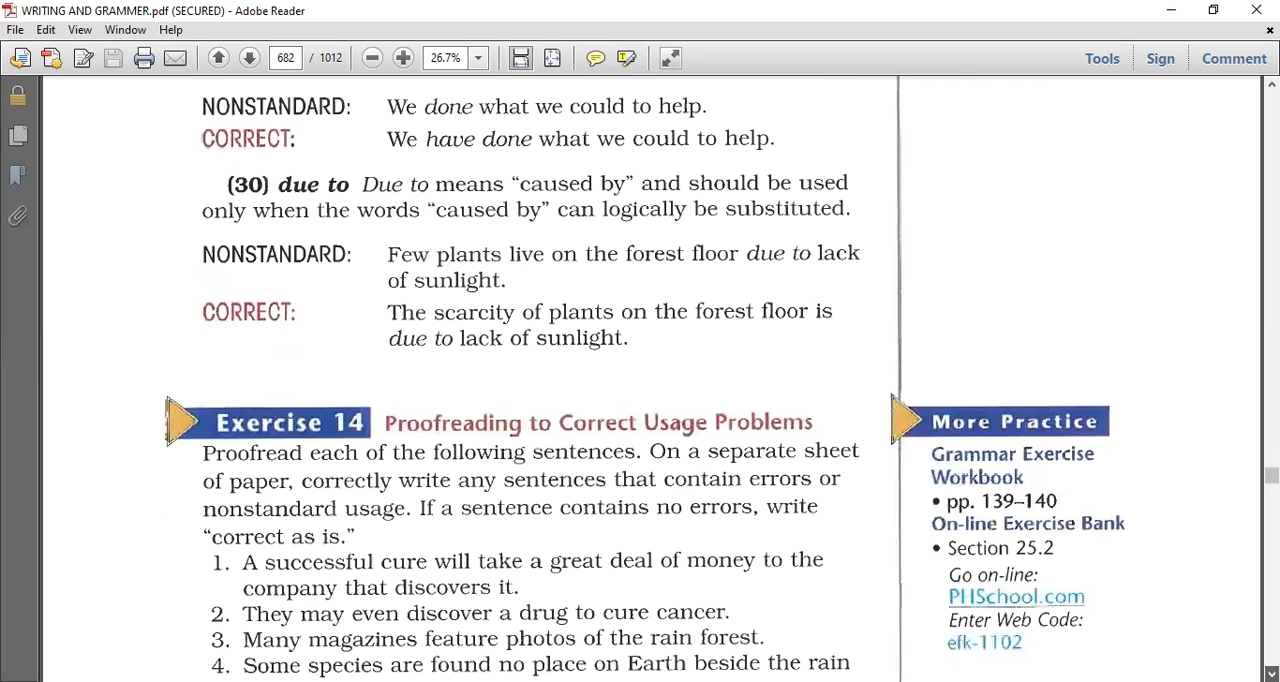 WRITING AND GRAMMER.pdf (SECURED) - Adobe Reader
File Edit View Window Help
682 / 1012 26.7% Tools Sign Comment
NONSTANDARD: We done what we could to help.
CORRECT: We have done what we could to help.
(30) due to Due to means “caused by” and should be used
only when the words “caused by” can logically be substituted.
NONSTANDARD: Few plants live on the forest floor due to lack
of sunlight.
CORRECT: The scarcity of plants on the forest floor is
due to lack of sunlight.
Exercise 14 Proofreading to Correct Usage Problems
Proofread each of the following sentences. On a separate sheet
of paper, correctly write any sentences that contain errors or
nonstandard usage. If a sentence contains no errors, write
“correct as is.”
1. A successful cure will take a great deal of money to the
company that discovers it.
2. They may even discover a drug to cure cancer.
3. Many magazines feature photos of the rain forest.
4. Some species are found no place on Earth beside the rain
More Practice
Grammar Exercise
Workbook
• pp. 139–140
On-line Exercise Bank
• Section 25.2
Go on-line:
PHSchool.com
Enter Web Code:
efk-1102